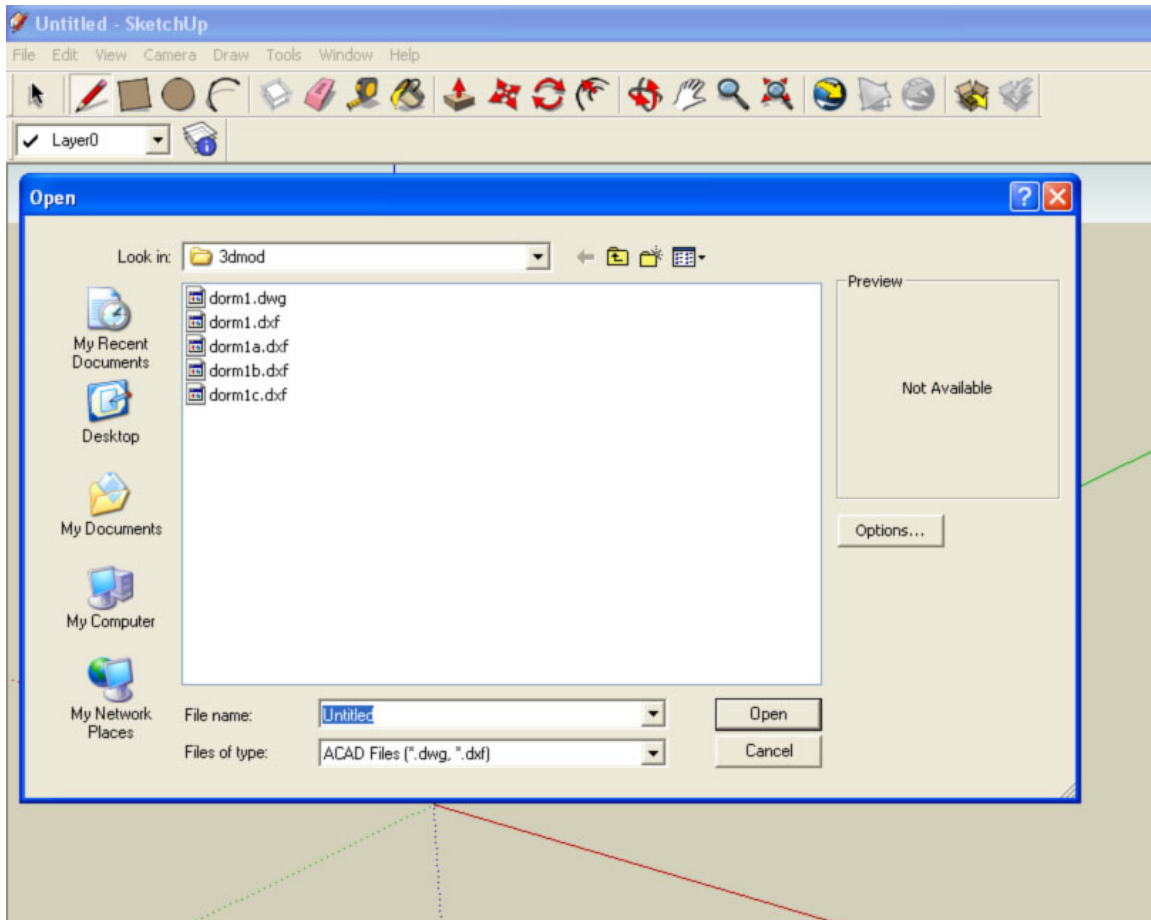 Untitled - SketchUp
File Edit View Camera Draw Tools Window Help
Layer0
Open
Look in: 3dmod
dorm1.dwg
dorm1.dxf
dorm1a.dxf
dorm1b.dxf
dorm1c.dxf
My Recent
Documents
Desktop
My Documents
My Computer
My Network
Places
Preview
Not Available
Options...
File name: Untitled
Open
Files of type: ACAD Files (*.dwg, *.dxf)
Cancel